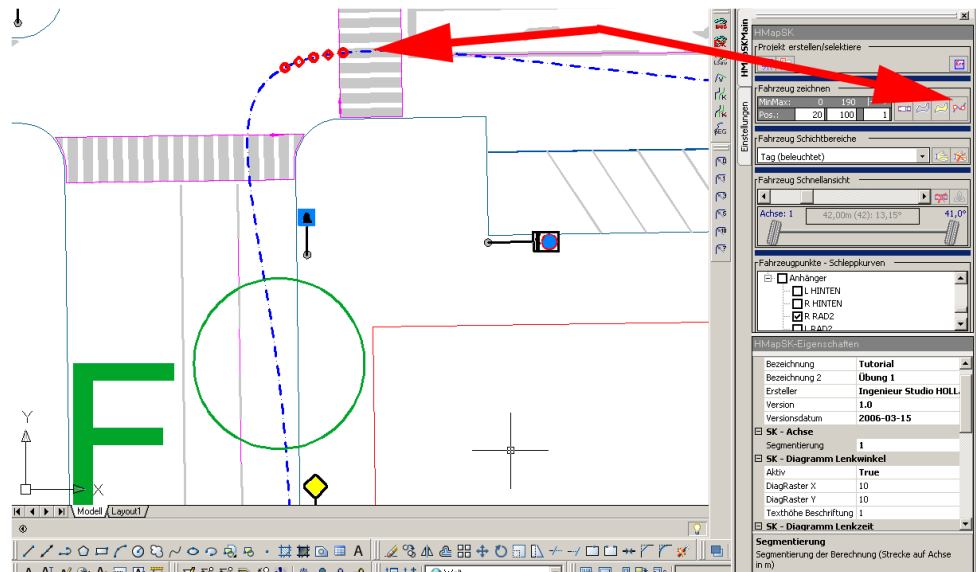 HMapSK
HMapSKMain
Einstellungen
Projekt erstellen/selektiere
Fahrzeug zeichnen
MinMax: 0 190
Pos.: 20 100 1
Fahrzeug Schichtbereiche
Tag (beleuchtet)
Fahrzeug Schnellansicht
Achse: 1 42,00m (42): 13,15° 41,0°
Fahrzeugpunkte - Schleppkurven
Anhänger
L HINTEN
R HINTEN
R RAD2
L RAD2
HMapSK-Eigenschaften
Bezeichnung Tutorial
Bezeichnung 2 Übung 1
Ersteller Ingenieur Studio HOLL
Version 1.0
Versionsdatum 2006-03-15
SK - Achse
Segmentierung 1
SK - Diagramm Lenkwinkel
Aktiv True
DiagRaster X 10
DiagRaster Y 10
Texthöhe Beschriftung 1
SK - Diagramm Lenkzeit
Segmentierung
Segmentierung der Berechnung (Strecke auf Achse
in m)
F
Y
X
Modell Layout1
A